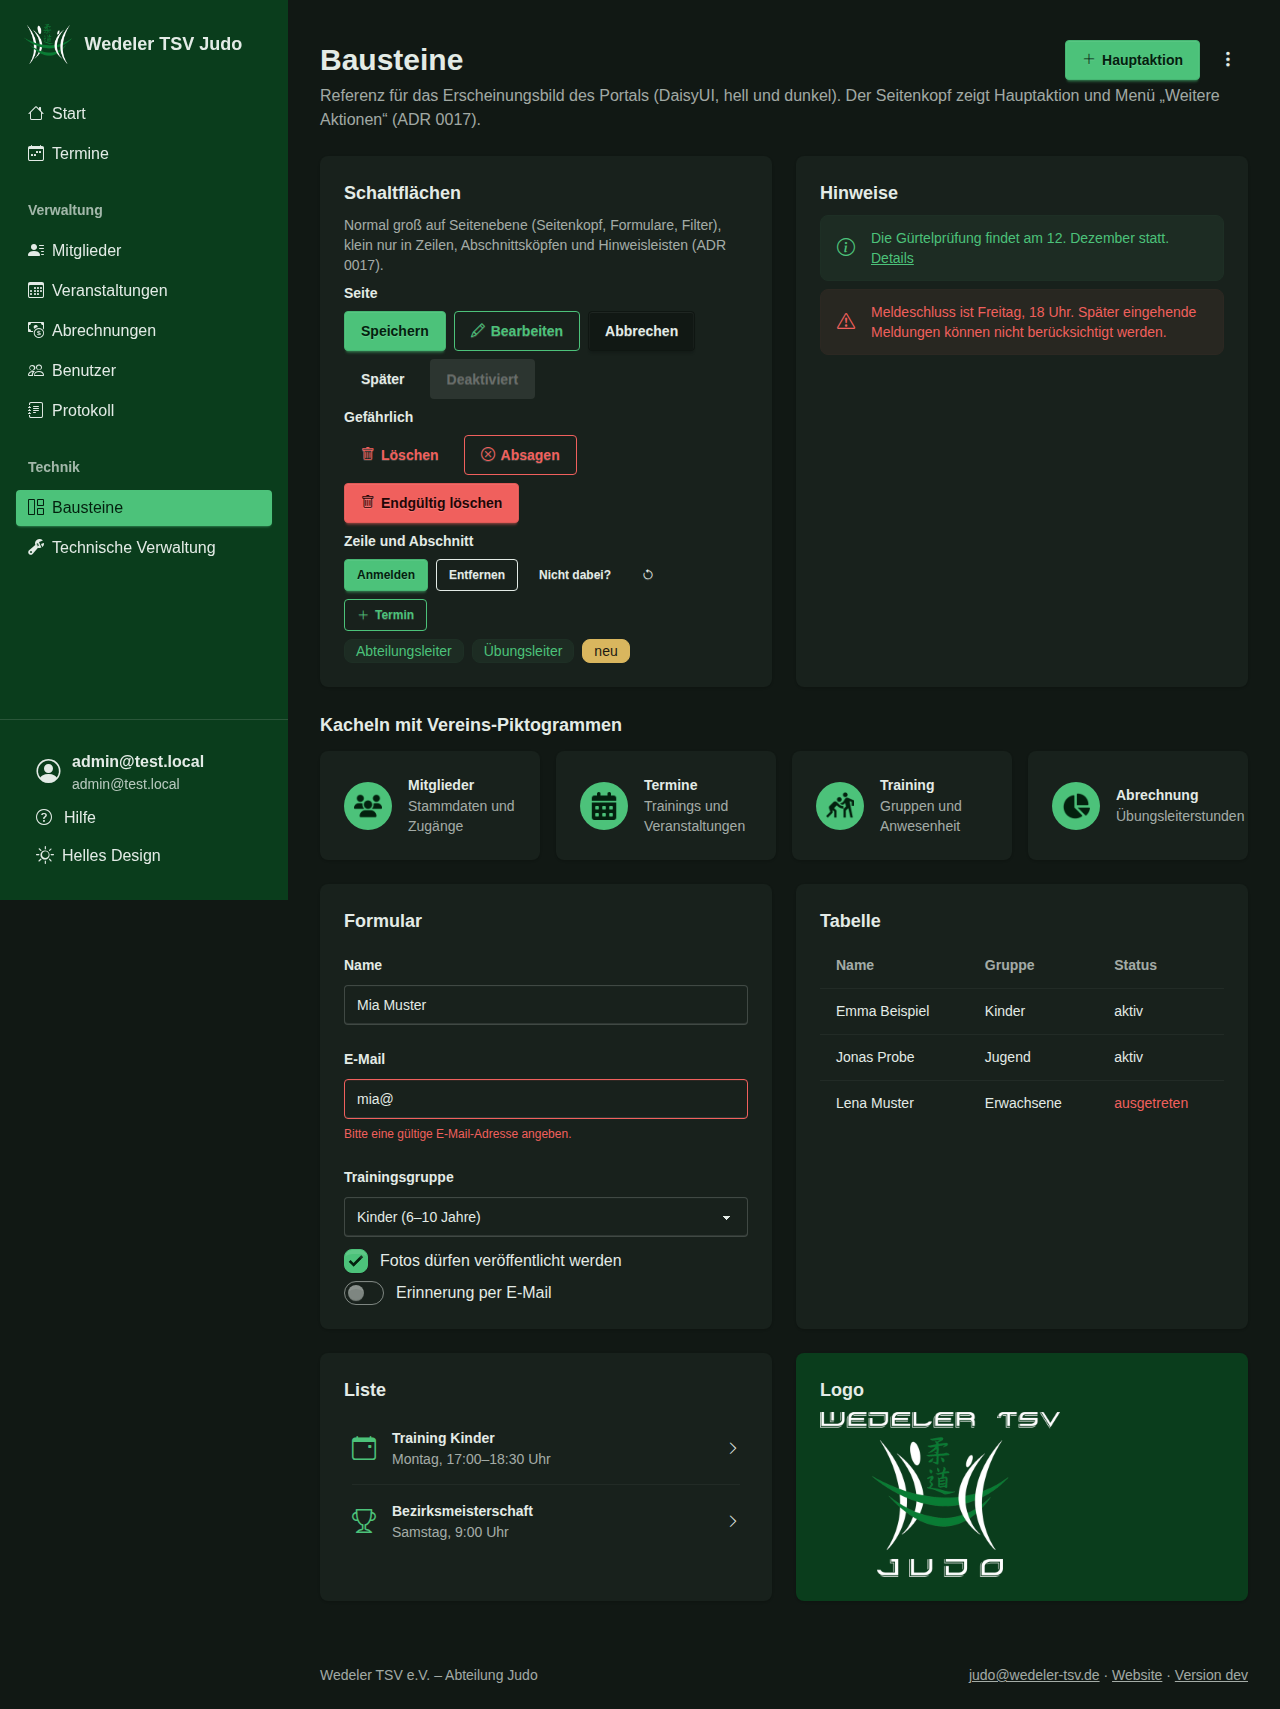 Wedeler TSV Judo
Start
Termine
Verwaltung
Mitglieder
Veranstaltungen
Abrechnungen
Benutzer
Protokoll
Technik
Bausteine
Technische Verwaltung
admin@test.local
admin@test.local
Hilfe
Helles Design
Bausteine
Hauptaktion
Referenz für das Erscheinungsbild des Portals (DaisyUI, hell und dunkel). Der Seitenkopf zeigt Hauptaktion und Menü „Weitere
Aktionen“ (ADR 0017).
Schaltflächen
Normal groß auf Seitenebene (Seitenkopf, Formulare, Filter),
klein nur in Zeilen, Abschnittsköpfen und Hinweisleisten (ADR
0017).
Seite
Speichern Bearbeiten Abbrechen
Später Deaktiviert
Gefährlich
Löschen Absagen
Endgültig löschen
Zeile und Abschnitt
Anmelden Entfernen Nicht dabei?
Termin
Abteilungsleiter Übungsleiter neu
Hinweise
Die Gürtelprüfung findet am 12. Dezember statt.
Details
Meldeschluss ist Freitag, 18 Uhr. Später eingehende
Meldungen können nicht berücksichtigt werden.
Kacheln mit Vereins-Piktogrammen
Mitglieder
Stammdaten und
Zugänge
Termine
Trainings und
Veranstaltungen
Training
Gruppen und
Anwesenheit
Abrechnung
Übungsleiterstunden
Formular
Name
Mia Muster
E-Mail
mia@
Bitte eine gültige E-Mail-Adresse angeben.
Trainingsgruppe
Kinder (6–10 Jahre)
Fotos dürfen veröffentlicht werden
Erinnerung per E-Mail
Tabelle
Name Gruppe Status
Emma Beispiel Kinder aktiv
Jonas Probe Jugend aktiv
Lena Muster Erwachsene ausgetreten
Liste
Training Kinder
Montag, 17:00–18:30 Uhr
Bezirksmeisterschaft
Samstag, 9:00 Uhr
Logo
WEDELER TSV
柔
道
JUDO
Wedeler TSV e.V. – Abteilung Judo
judo@wedeler-tsv.de · Website · Version dev